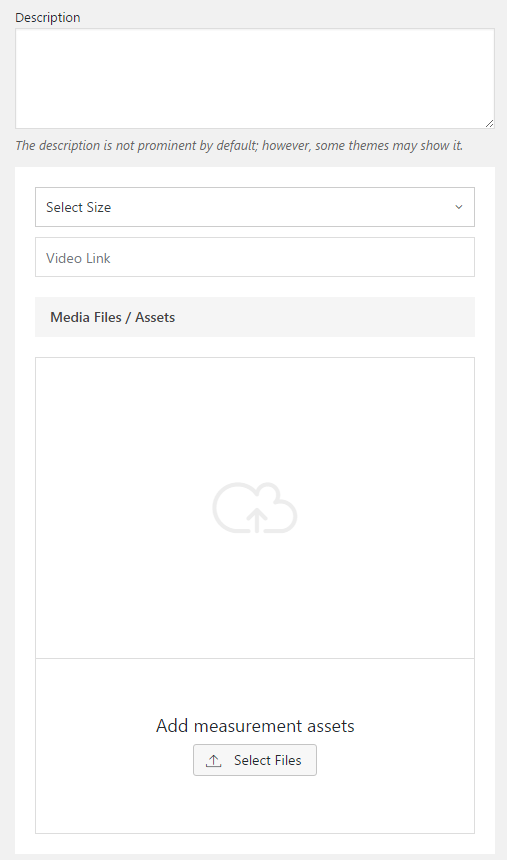 Description
The description is not prominent by default; however, some themes may show it.
Select Size
Video Link
Media Files / Assets
Add measurement assets
Select Files